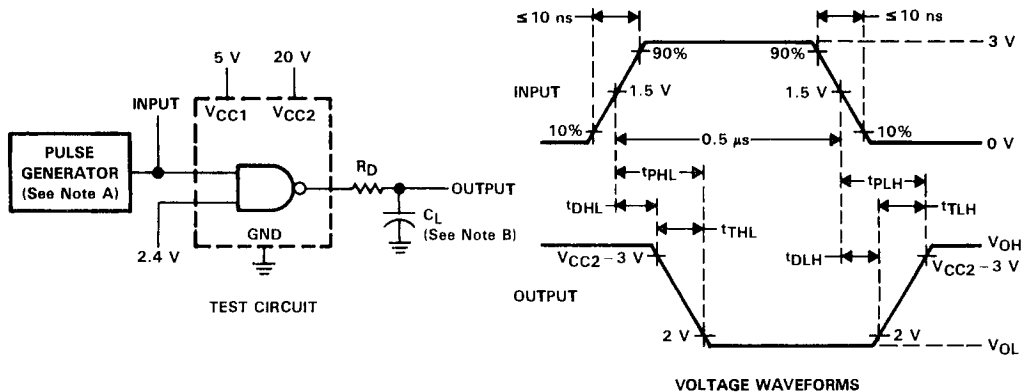 5 V
20 V
INPUT
VCC1
VCC2
PULSE
GENERATOR
(See Note A)
RD
OUTPUT
CL
(See Note B)
GND
2.4 V
TEST CIRCUIT
≤10 ns
≤10 ns
3 V
90%
90%
INPUT
1.5 V
1.5 V
10%
10%
0.5 μs
0 V
tPHL
tPLH
tDHL
tTLH
tTHL
VOH
VCC2−3 V
tDLH
VCC2−3 V
OUTPUT
2 V
2 V
VOL
VOLTAGE WAVEFORMS